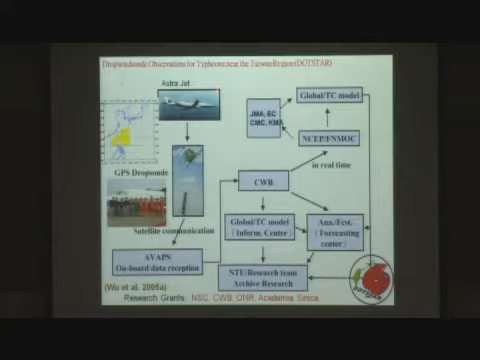 Dropsondsonde Observations for Typhoons near the Taiwan Region (DOTSTAR)
Astra Jet
Global/TC model
JMA, EC
CMC, KMA
NCEP/FNMOC
in real time
GPS Dropsonde
CWB
Satellite communication
Global/TC model
(Inform. Center)
Ana./Fcst.
(Forecasting
center)
AVAPS
On-board data reception
NTU/Research team
Archive Research
DOTSTAR
(Wu et al. 2005a)
Research Grants: NSC, CWB, ONR, Academia Sinica